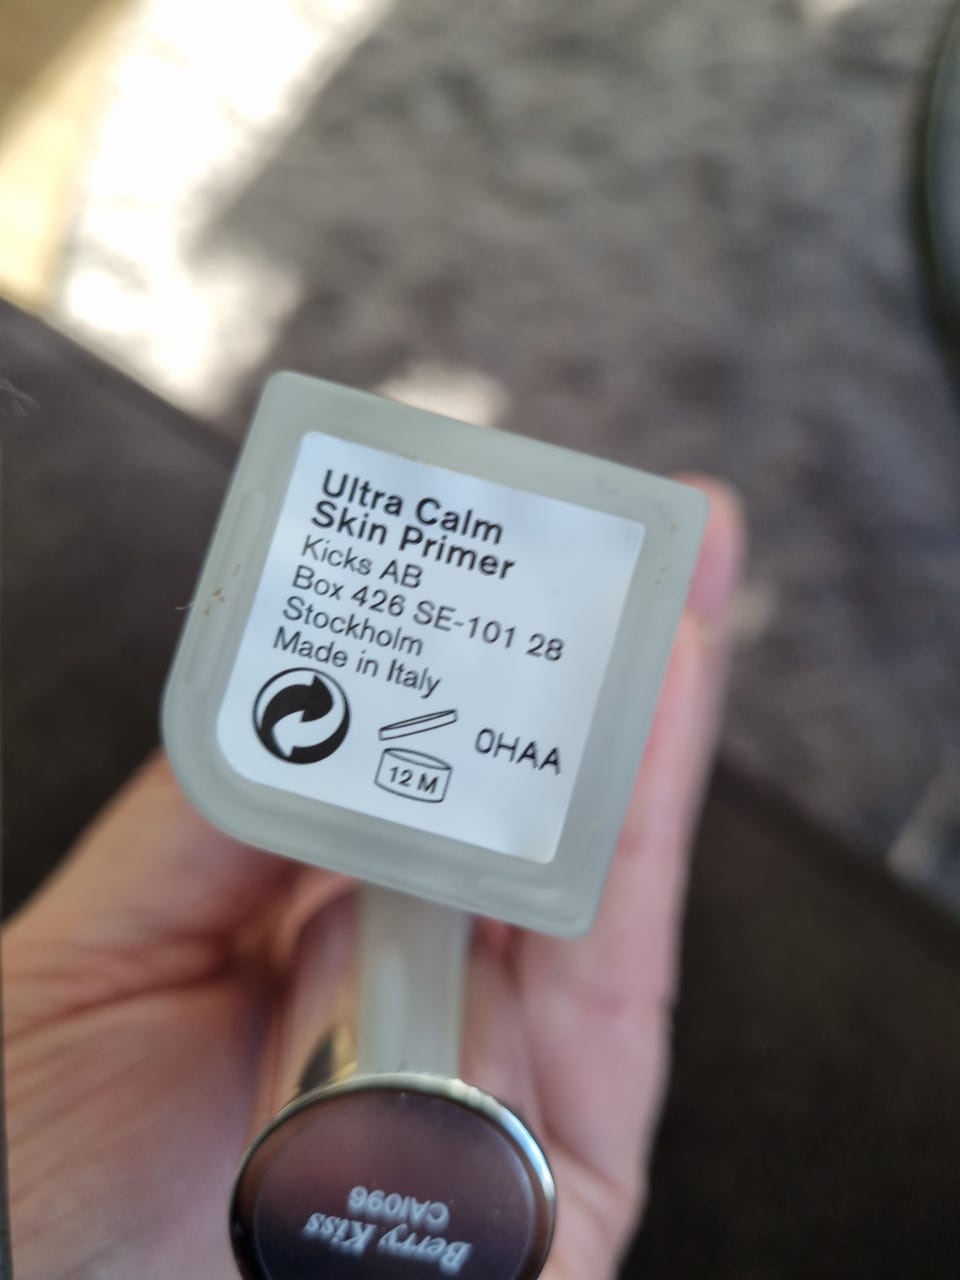 Ultra Calm
Skin Primer
Kicks AB
Box 426 SE-101 28
Stockholm
Made in Italy
12 M
0HAA
Berry Kiss
CAI096